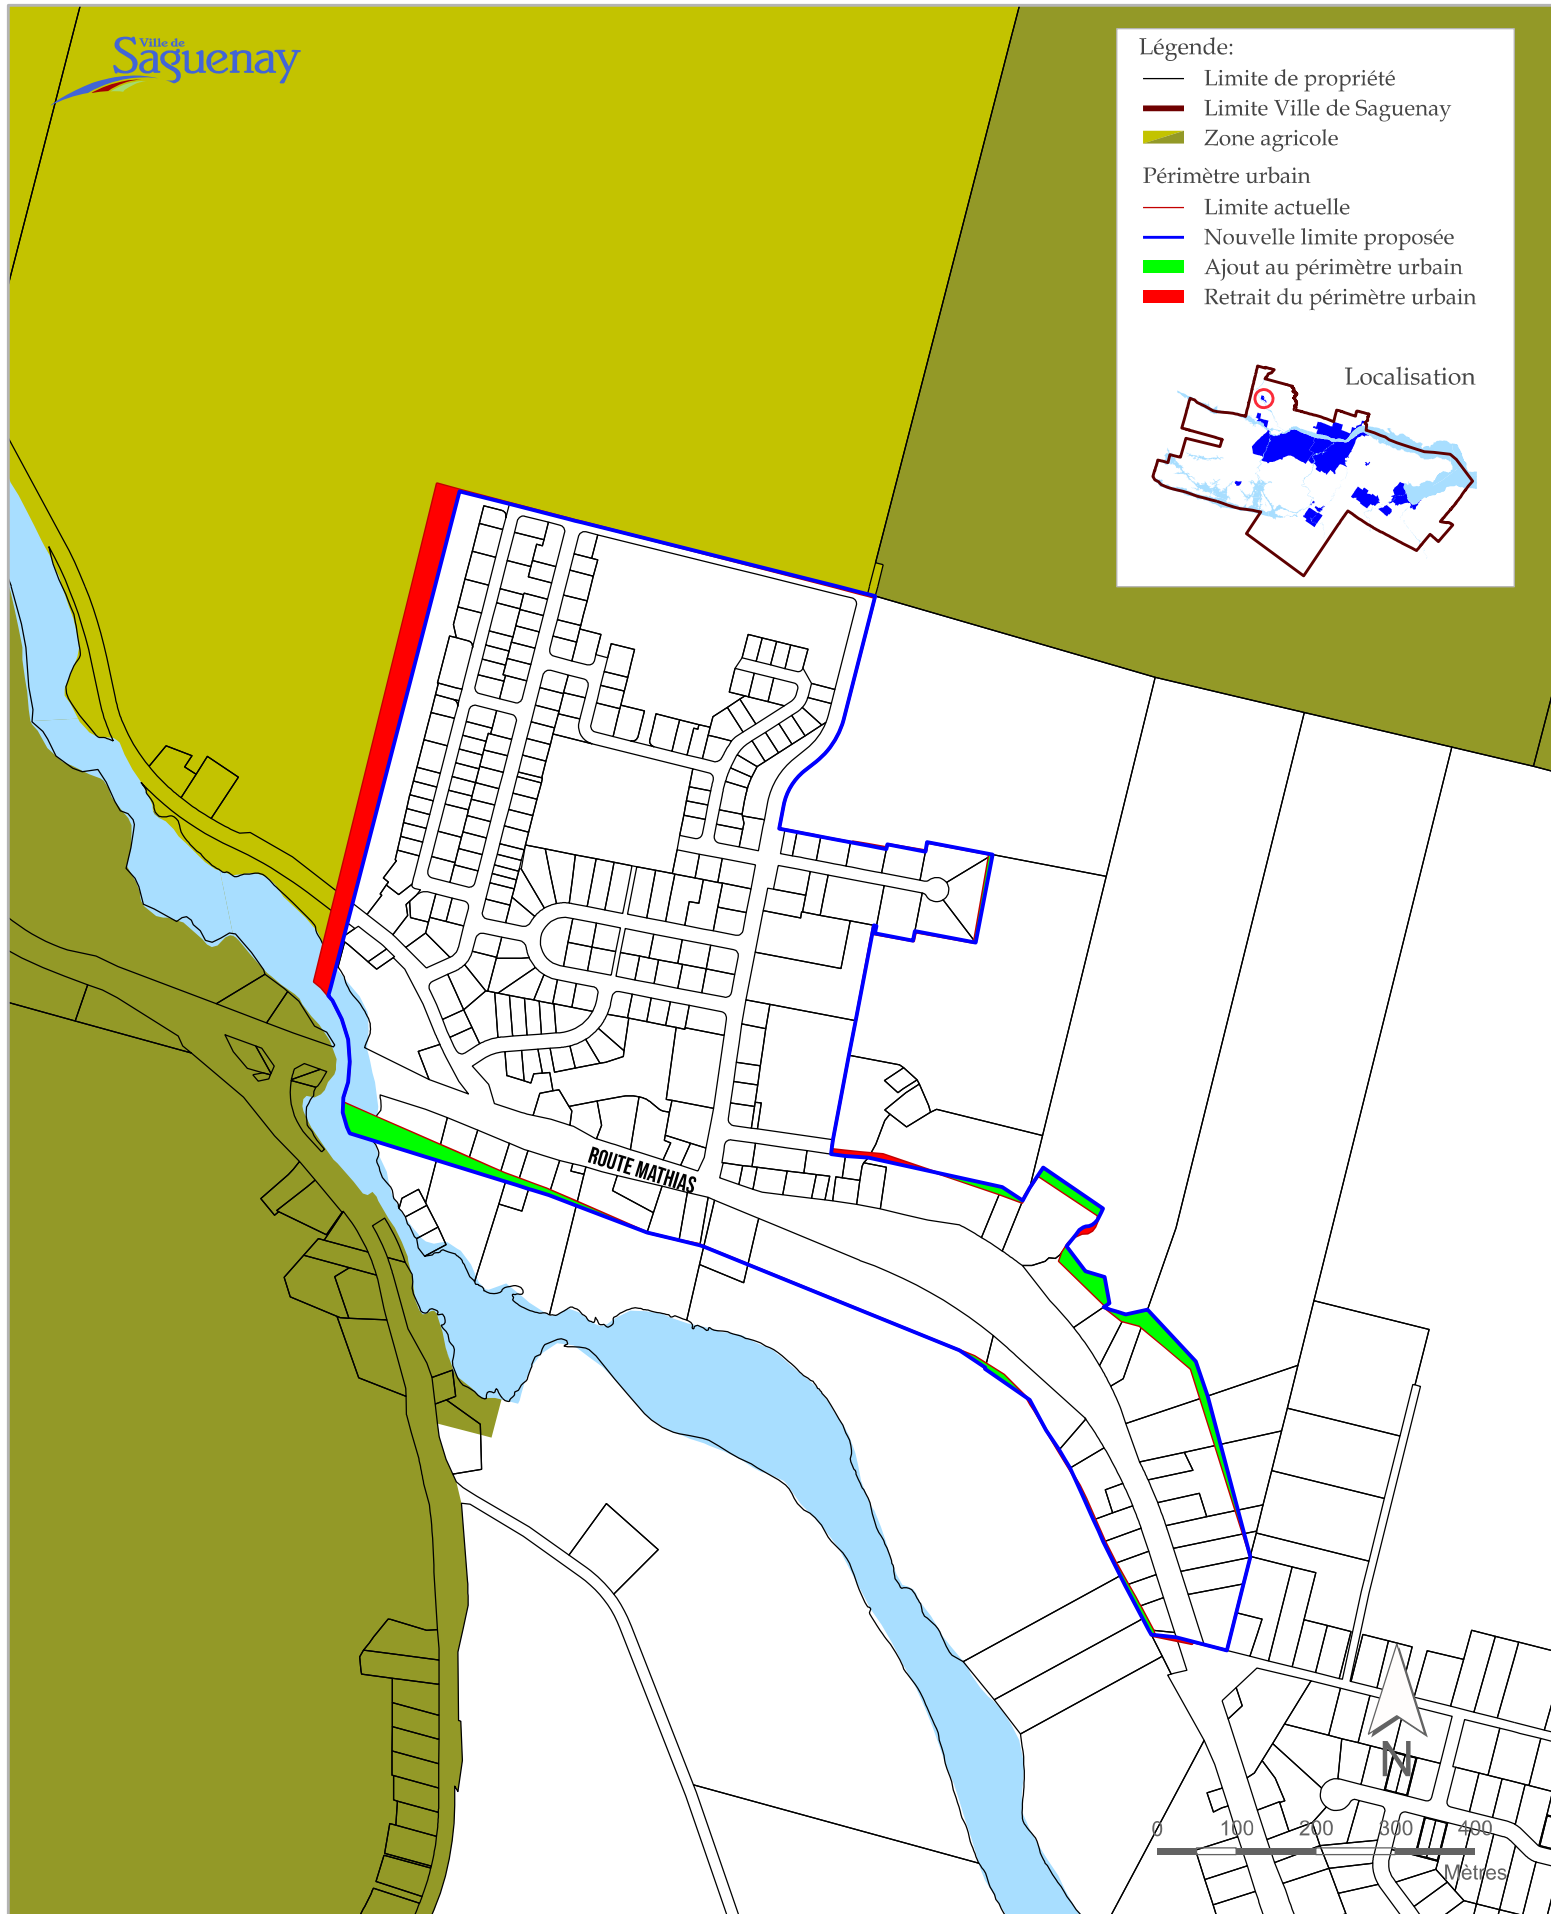 Ville de
Saguenay
Légende:
Limite de propriété
Limite Ville de Saguenay
Zone agricole
Périmètre urbain
Limite actuelle
Nouvelle limite proposée
Ajout au périmètre urbain
Retrait du périmètre urbain
Localisation
ROUTE MATHIAS
N
0 100 200 300 400
Mètres